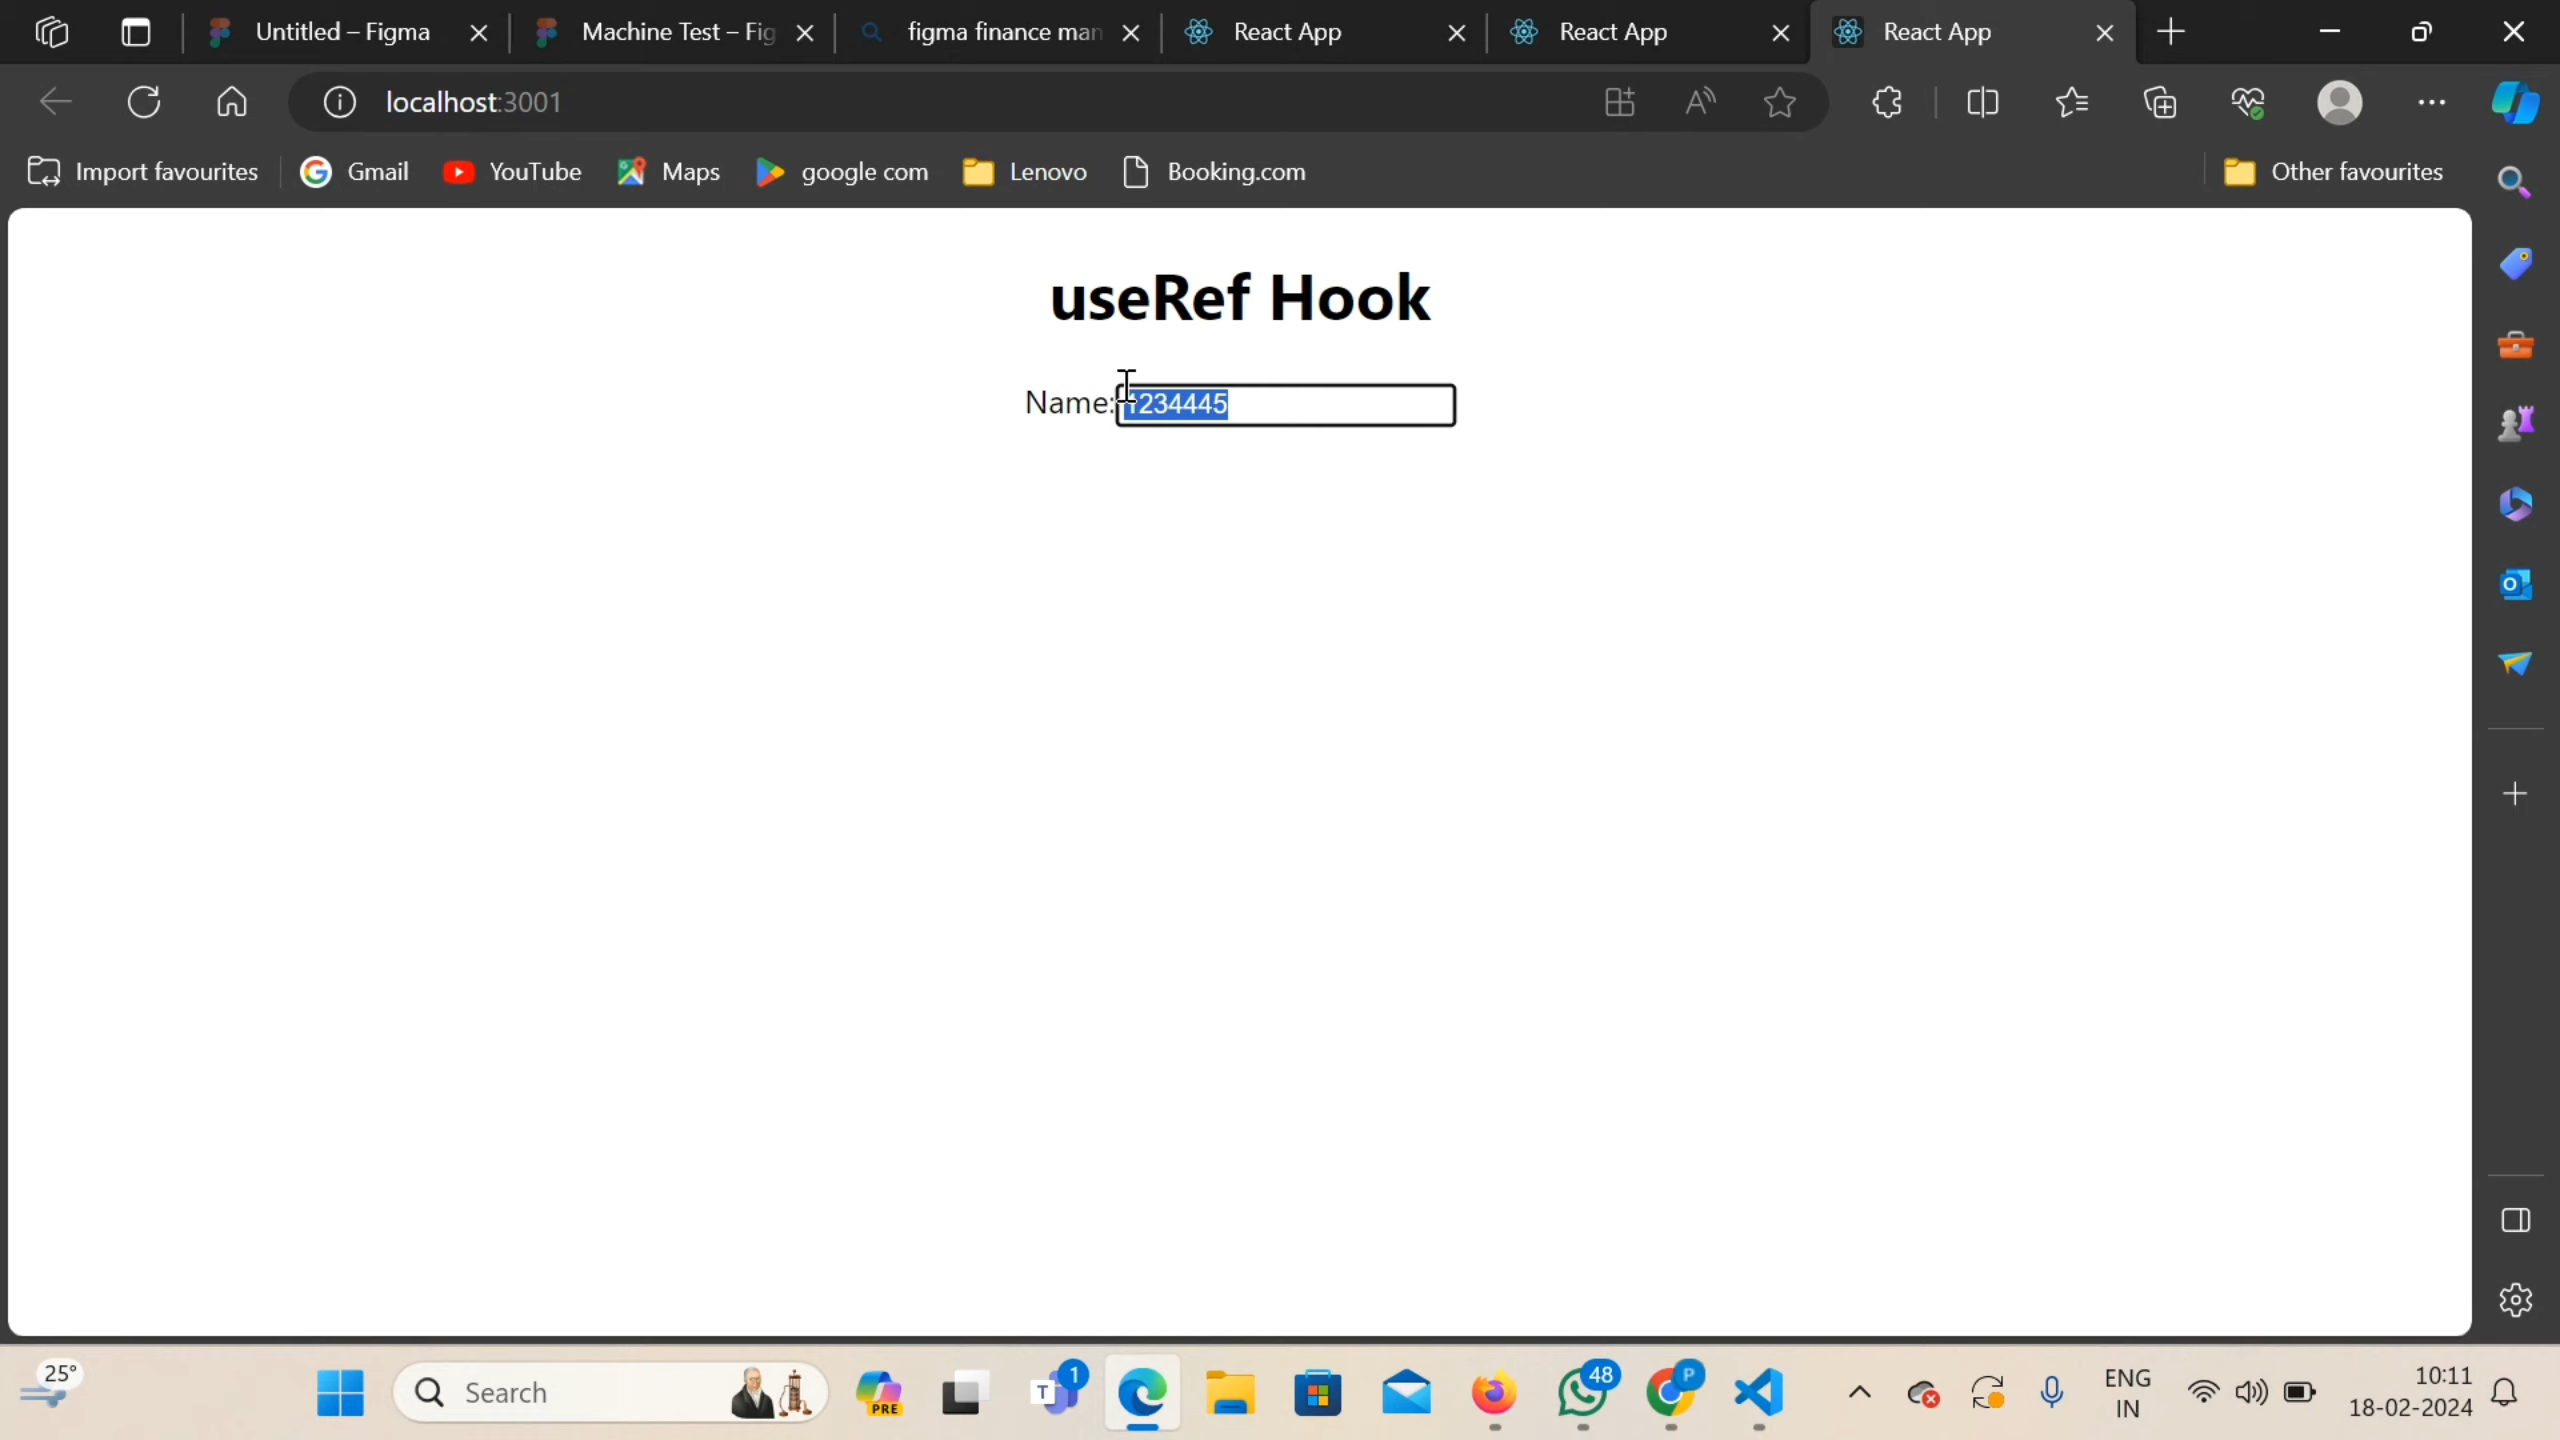 Untitled – Figma
Machine Test – Fig
figma finance man
React App
React App
React App
localhost:3001
Import favourites
Gmail
YouTube
Maps
google com
Lenovo
Booking.com
Other favourites
useRef Hook
Name: 1234445
25°
Search
PRE
T
1
48
P
ENG
IN
10:11
18-02-2024